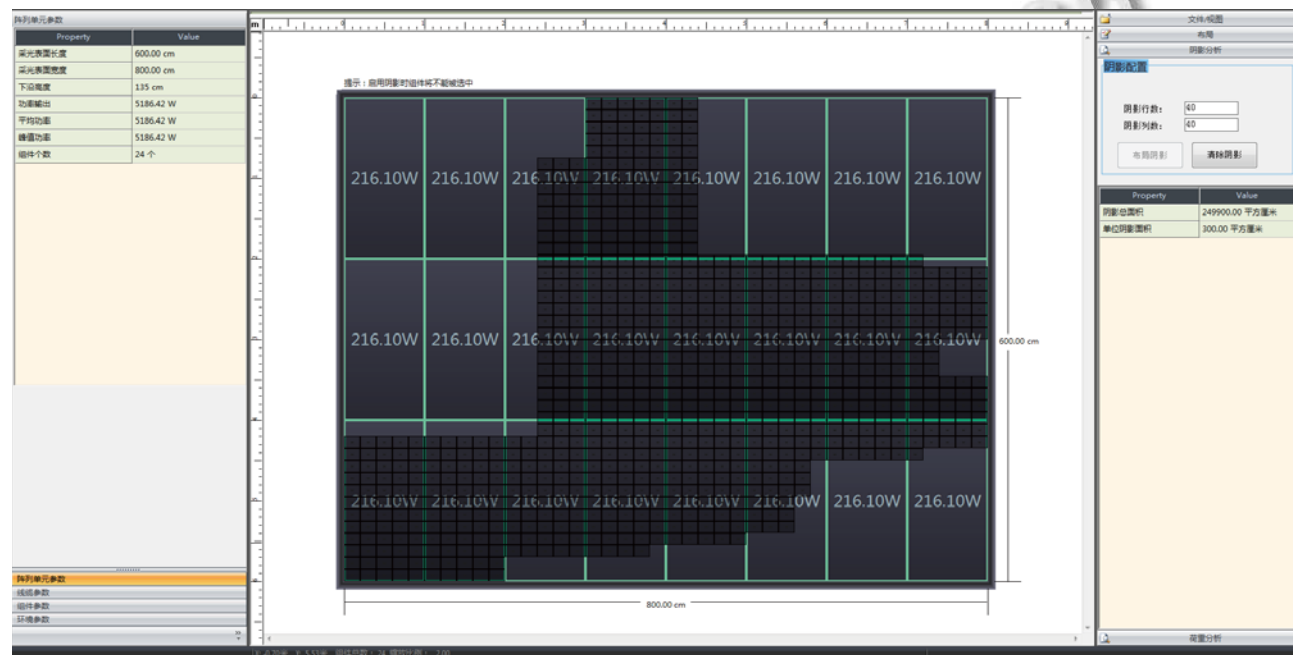 阵列单元参数
Property Value
采光表面长度 600.00 cm
采光表面宽度 800.00 cm
下沿高度 135 cm
功率输出 5186.42 W
平均功率 5186.42 W
峰值功率 5186.42 W
组件个数 24 个
阵列单元参数
线缆参数
组件参数
环境参数
m
提示：启用阴影时组件将不能被选中
216.10W 216.10W 216.10W 216.10W 216.10W 216.10W 216.10W 216.10W
216.10W 216.10W 216.10W 216.10W 216.10W 216.10W 216.10W 216.10W
216.10W 216.10W 216.10W 216.10W 216.10W 216.10W 216.10W 216.10W
600.00 cm
800.00 cm
文件/视图
布局
阴影分析
阴影配置
阴影行数： 40
阴影列数： 40
布局阴影 清除阴影
Property Value
阴影总面积 249900.00 平方厘米
单位阴影面积 300.00 平方厘米
荷重分析